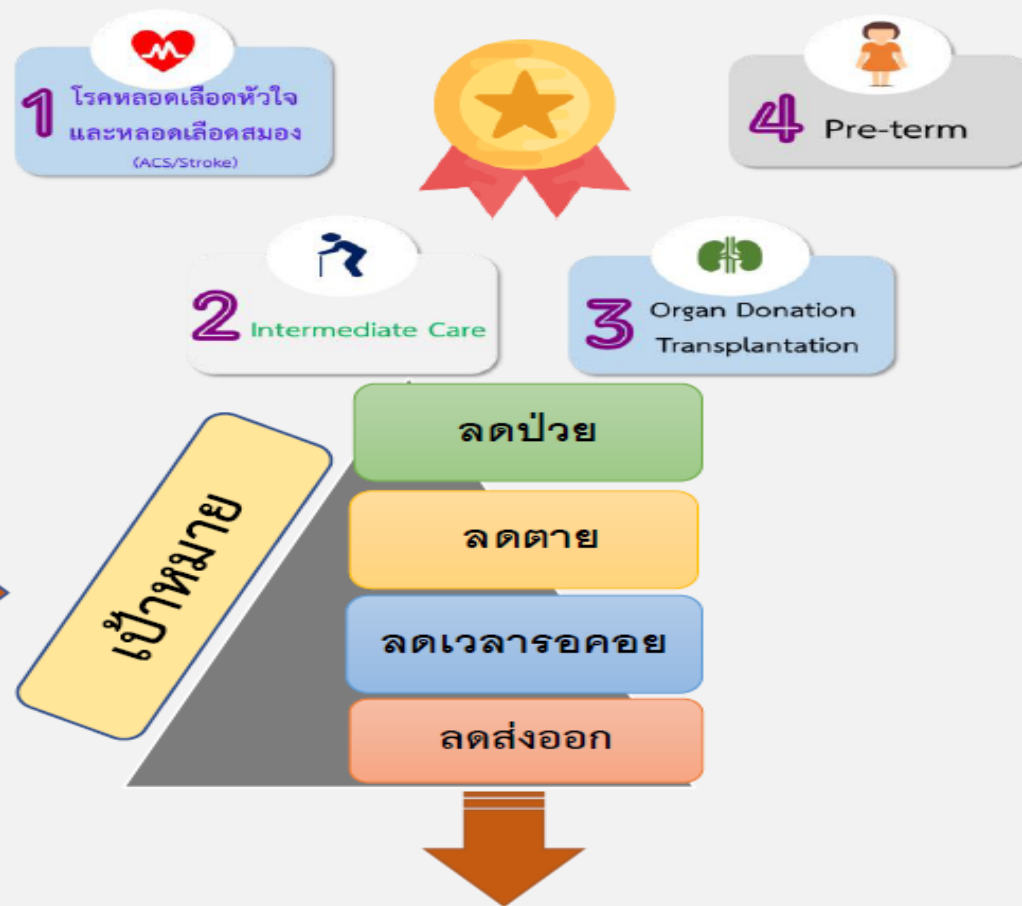 1 โรคหลอดเลือดหัวใจ
และหลอดเลือดสมอง
(ACS/Stroke)
4 Pre-term
2 Intermediate Care
3 Organ Donation
Transplantation
เป้าหมาย
ลดป่วย
ลดตาย
ลดเวลารอคอย
ลดส่งออก